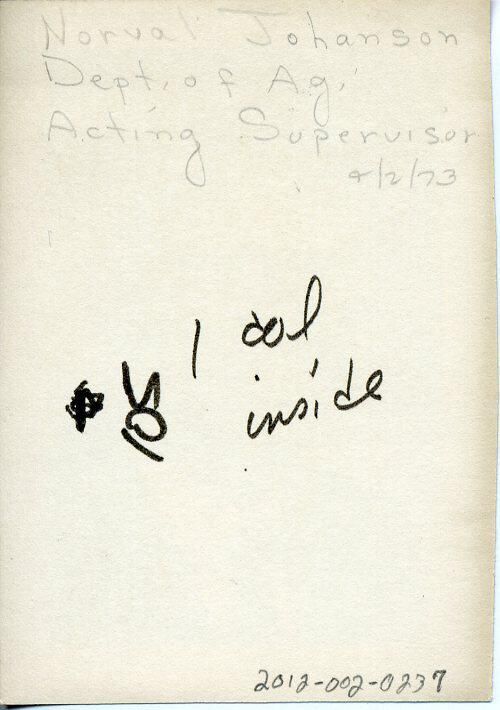 Norval Johanson
Dept. of Ag.
Acting Supervisor
4/2/73
1 col
inside
2012-002-0237